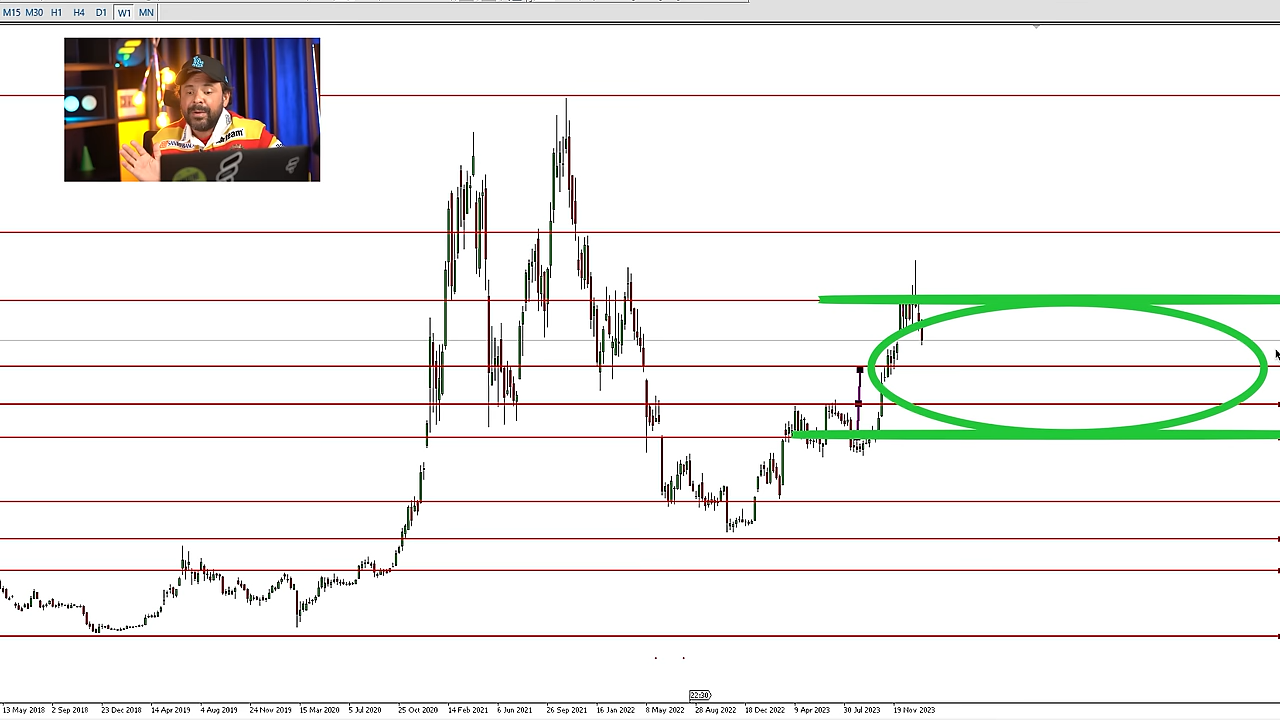 M15 M30 H1 H4 D1 W1 MN
22:30
13 May 2018 2 Sep 2018 23 Dec 2018 14 Apr 2019 4 Aug 2019 24 Nov 2019 15 Mar 2020 5 Jul 2020 25 Oct 2020 14 Feb 2021 6 Jun 2021 26 Sep 2021 16 Jan 2022 8 May 2022 28 Aug 2022 18 Dec 2022 9 Apr 2023 30 Jul 2023 19 Nov 2023